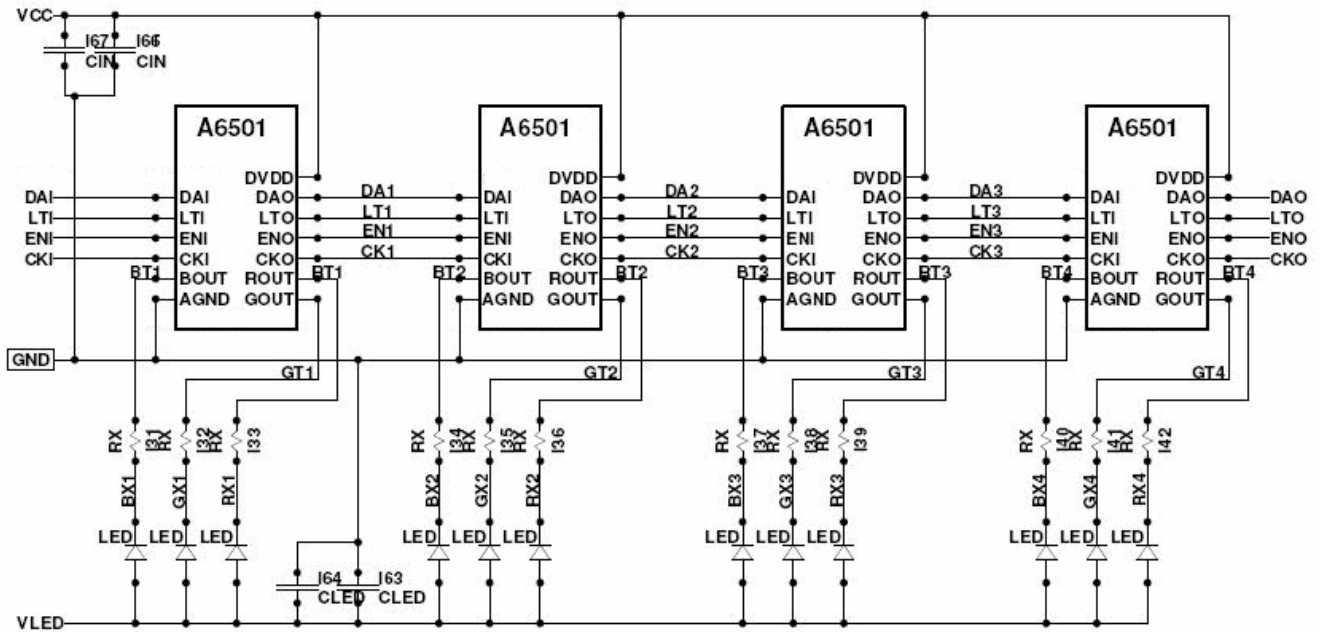 VCC
I67 I66
CIN CIN
A6501 A6501 A6501 A6501
DVDD DVDD DVDD DVDD
DAI DAI DAO DA1 DAI DAO DA2 DAI DAO DA3 DAI DAO DAO
LTI LTI LTO LT1 LTI LTO LT2 LTI LTO LT3 LTI LTO LTO
ENI ENI ENO EN1 ENI ENO EN2 ENI ENO EN3 ENI ENO ENO
CKI CKI CKO CK1 CKI CKO CK2 CKI CKO CK3 CKI CKO CKO
BT1 BOUT ROUT RT1 BT2 BOUT ROUT RT2 BT3 BOUT ROUT RT3 BT4 BOUT ROUT RT4
AGND GOUT AGND GOUT AGND GOUT AGND GOUT
GND
GT1 GT2 GT3 GT4
RX I31 RX I32 RX I33 RX I34 RX I35 RX I36 RX I37 RX I38 RX I39 RX I40 RX I41 RX I42
BX1 GX1 RX1 BX2 GX2 RX2 BX3 GX3 RX3 BX4 GX4 RX4
LED LED LED LED LED LED LED LED LED LED LED LED
I64 I63
CLED CLED
VLED